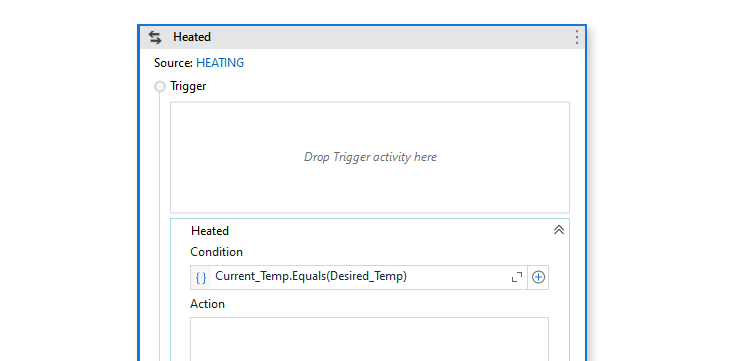 Heated
Source: HEATING
Trigger
Drop Trigger activity here
Heated
Condition
{ } Current_Temp.Equals(Desired_Temp)
Action